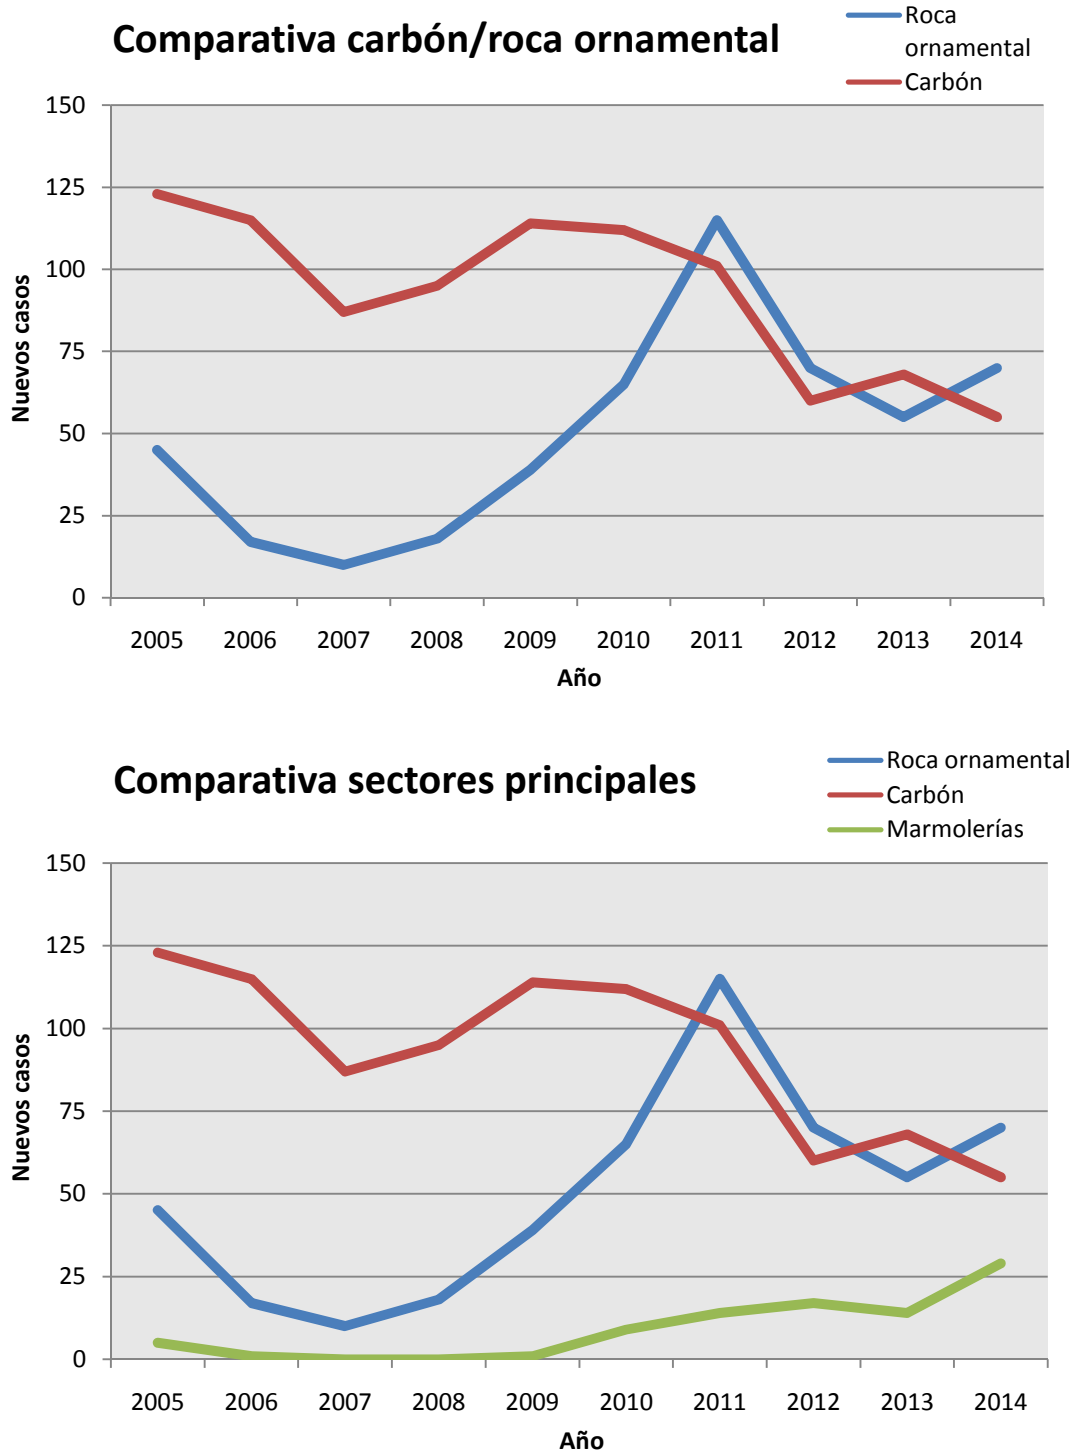 Comparativa carbón/roca ornamental
Roca
ornamental
Carbón
150
125
100
75
50
25
0
Nuevos casos
2005 2006 2007 2008 2009 2010 2011 2012 2013 2014
Año
Comparativa sectores principales
Roca ornamental
Carbón
Marmolerías
150
125
100
75
50
25
0
Nuevos casos
2005 2006 2007 2008 2009 2010 2011 2012 2013 2014
Año